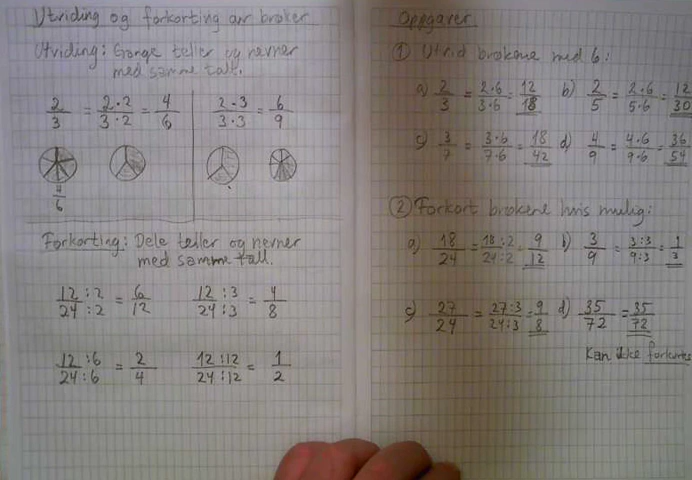 Utviding og forkorting av brøker
Utviding: Gange teller og nevner
med samme tall.
2/3 = 2·2/3·2 = 4/6
2·3/3·3 = 6/9
4/6
Forkorting: Dele teller og nevner
med samme tall.
12:2/24:2 = 6/12
12:3/24:3 = 4/8
12:6/24:6 = 2/4
12:12/24:12 = 1/2
Oppgaver
1 Utvid brøkene med 6:
a) 2/3 = 2·6/3·6 = 12/18 b) 2/5 = 2·6/5·6 = 12/30
c) 3/7 = 3·6/7·6 = 18/42 d) 4/9 = 4·6/9·6 = 36/54
2 Forkort brøkene hvis mulig:
a) 18/24 = 18:2/24:2 = 9/12 b) 3/9 = 3:3/9:3 = 1/3
c) 27/24 = 27:3/24:3 = 9/8 d) 35/72 = 35/72
Kan ikke forkortes